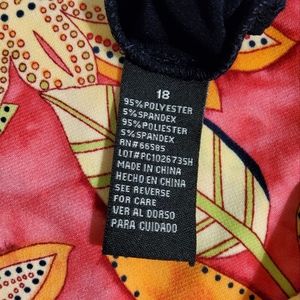 18
95%POLYESTER
5%SPANDEX
95%POLIESTER
5%SPANDEX
RN#66585
LOT#PC1026735H
MADE IN CHINA
HECHO EN CHINA
SEE REVERSE
FOR CARE
VER AL DORSO
PARA CUIDADO